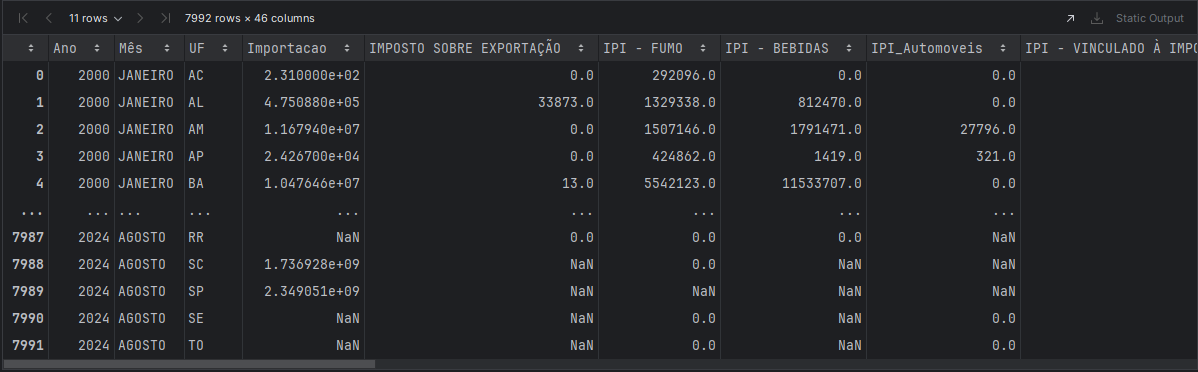 11 rows 7992 rows × 46 columns Static Output
Ano Mês UF Importacao IMPOSTO SOBRE EXPORTAÇÃO IPI - FUMO IPI - BEBIDAS IPI_Automoveis IPI - VINCULADO À IMPO
0 2000 JANEIRO AC 2.310000e+02 0.0 292096.0 0.0 0.0
1 2000 JANEIRO AL 4.750880e+05 33873.0 1329338.0 812470.0 0.0
2 2000 JANEIRO AM 1.167940e+07 0.0 1507146.0 1791471.0 27796.0
3 2000 JANEIRO AP 2.426700e+04 0.0 424862.0 1419.0 321.0
4 2000 JANEIRO BA 1.047646e+07 13.0 5542123.0 11533707.0 0.0
... ... ... ... ... ... ... ... ...
7987 2024 AGOSTO RR NaN 0.0 0.0 0.0 NaN
7988 2024 AGOSTO SC 1.736928e+09 NaN 0.0 NaN 0.0
7989 2024 AGOSTO SP 2.349051e+09 NaN NaN NaN NaN
7990 2024 AGOSTO SE NaN NaN 0.0 NaN 0.0
7991 2024 AGOSTO TO NaN NaN 0.0 NaN 0.0